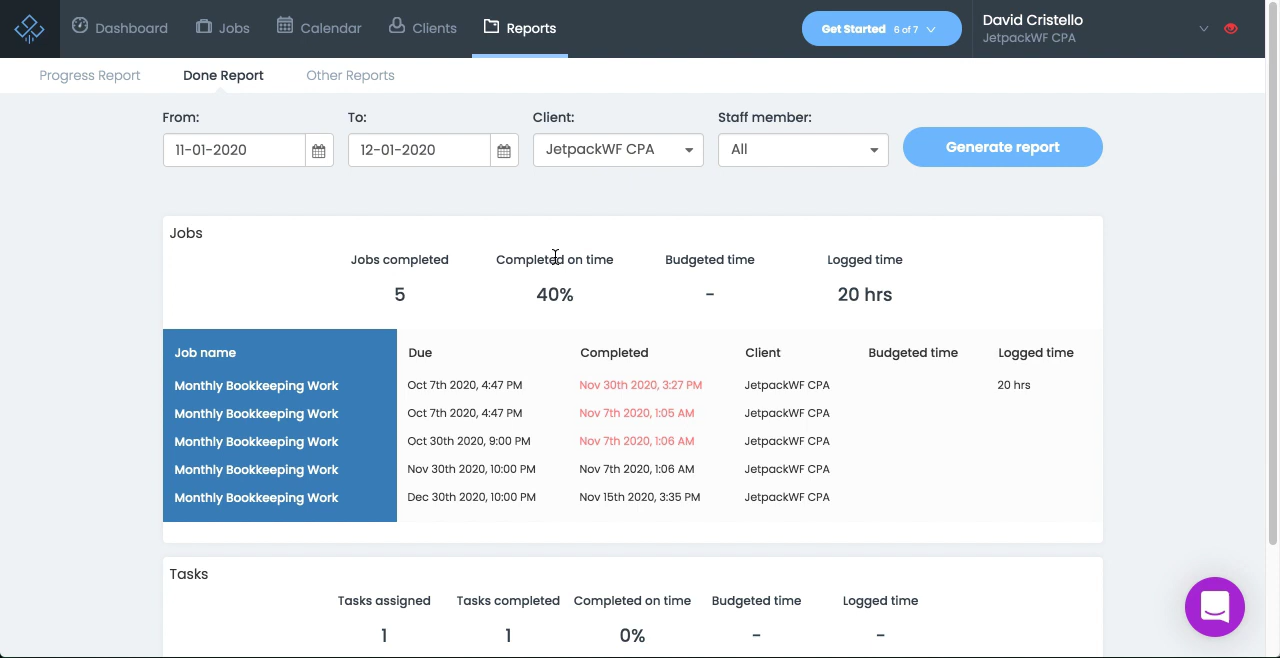 Dashboard Jobs Calendar Clients Reports Get Started 6 of 7 David Cristello
JetpackWF CPA
Progress Report Done Report Other Reports
From: To: Client: Staff member:
11-01-2020 12-01-2020 JetpackWF CPA All Generate report
Jobs
Jobs completed Completed on time Budgeted time Logged time
5 40% - 20 hrs
Job name Due Completed Client Budgeted time Logged time
Monthly Bookkeeping Work Oct 7th 2020, 4:47 PM Nov 30th 2020, 3:27 PM JetpackWF CPA 20 hrs
Monthly Bookkeeping Work Oct 7th 2020, 4:47 PM Nov 7th 2020, 1:05 AM JetpackWF CPA
Monthly Bookkeeping Work Oct 30th 2020, 9:00 PM Nov 7th 2020, 1:06 AM JetpackWF CPA
Monthly Bookkeeping Work Nov 30th 2020, 10:00 PM Nov 7th 2020, 1:06 AM JetpackWF CPA
Monthly Bookkeeping Work Dec 30th 2020, 10:00 PM Nov 15th 2020, 3:35 PM JetpackWF CPA
Tasks
Tasks assigned Tasks completed Completed on time Budgeted time Logged time
1 1 0% - -